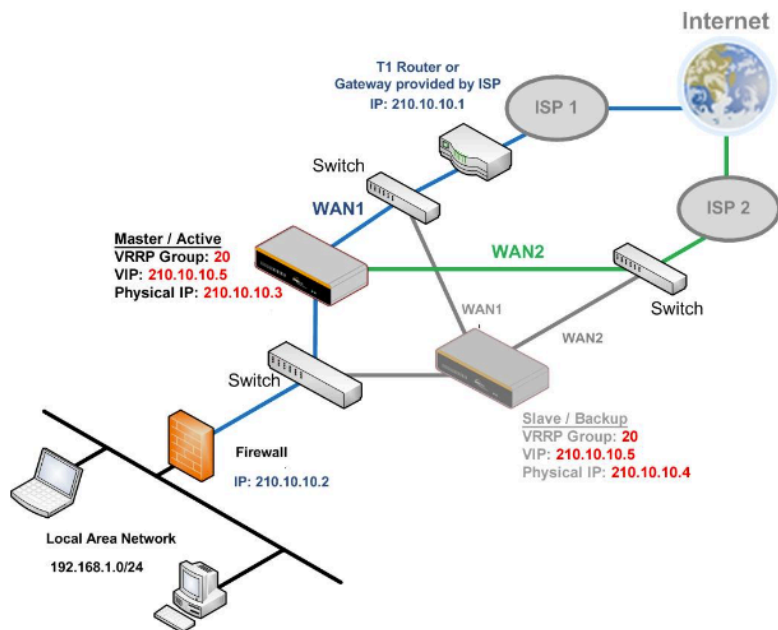 Internet
T1 Router or
Gateway provided by ISP
IP: 210.10.10.1
ISP 1
Switch
WAN1
ISP 2
Master / Active
VRRP Group: 20
VIP: 210.10.10.5
Physical IP: 210.10.10.3
WAN2
Switch
WAN1
WAN2
Switch
Slave / Backup
VRRP Group: 20
VIP: 210.10.10.5
Physical IP: 210.10.10.4
Firewall
IP: 210.10.10.2
Local Area Network
192.168.1.0/24